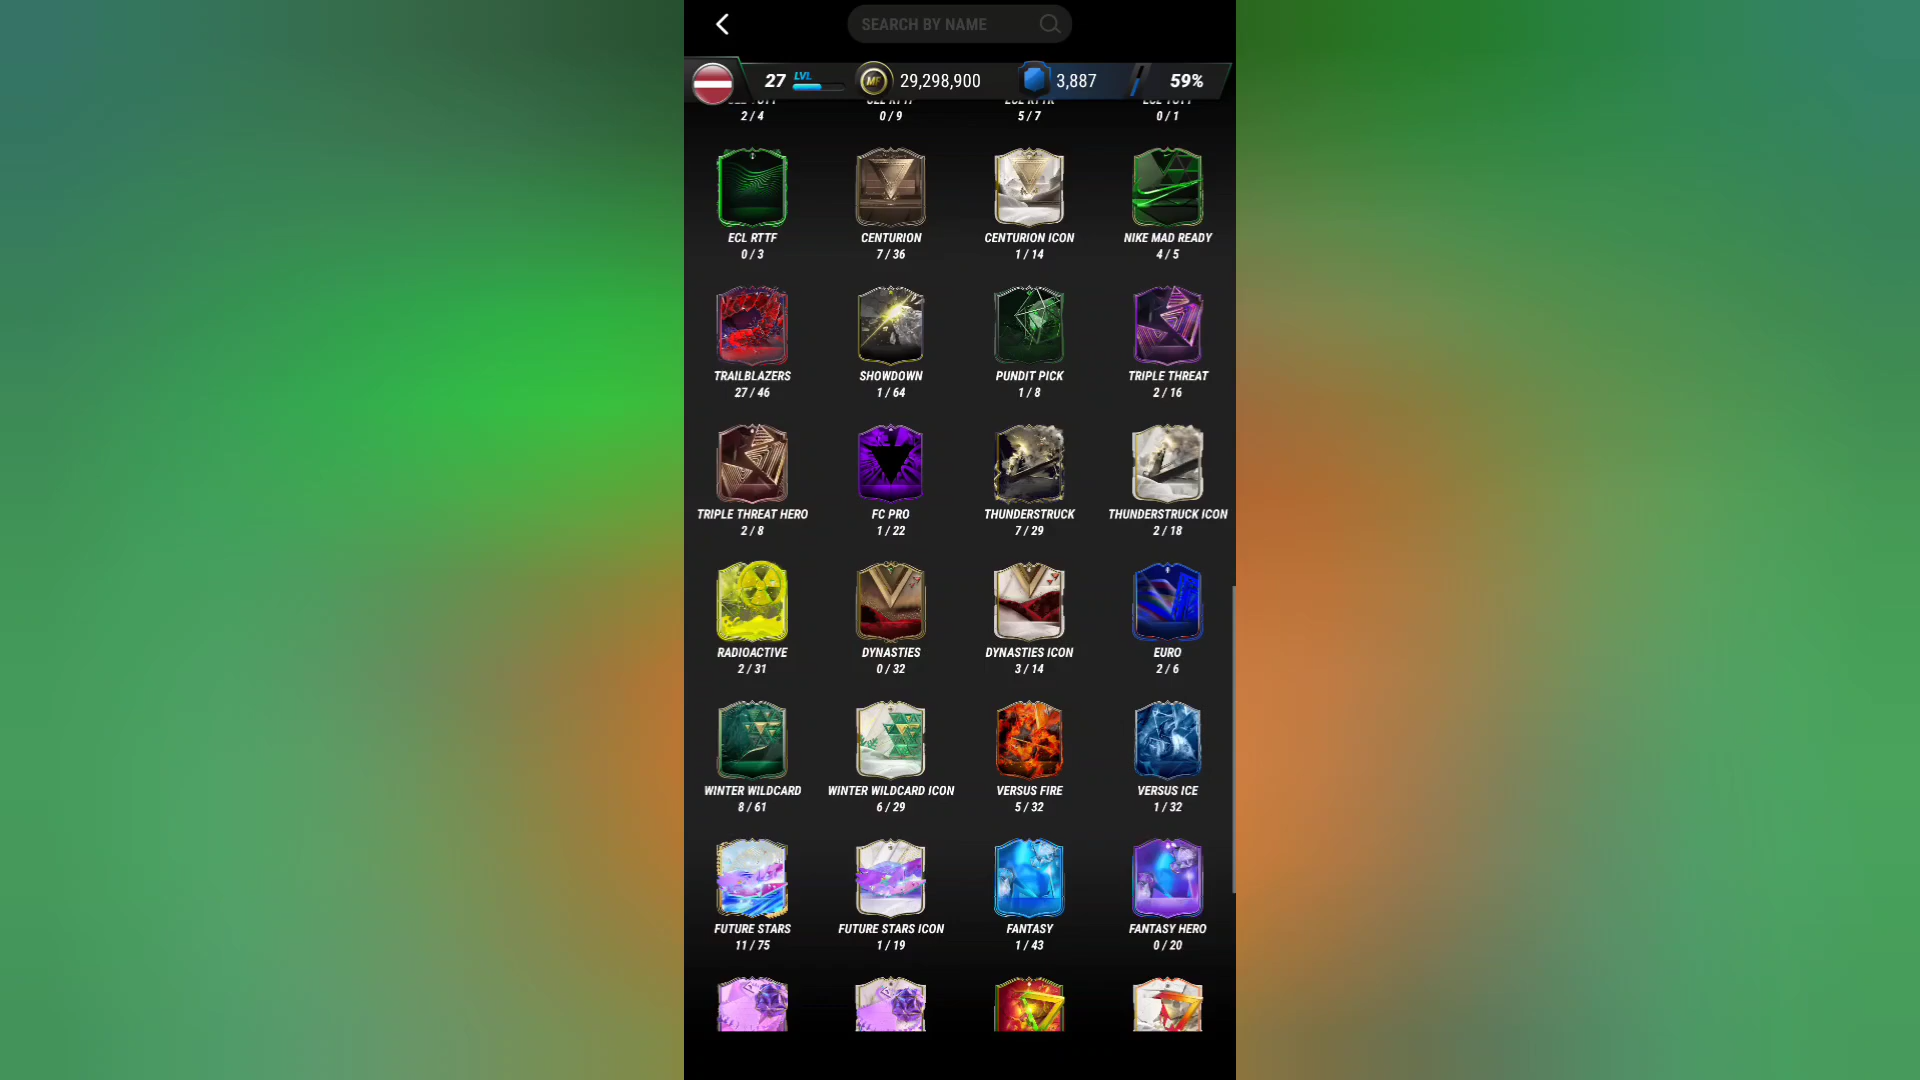 SEARCH BY NAME
27 LVL MF 29,298,900 3,887 59%
2 / 4 0 / 9 5 / 7 0 / 1
ECL RTTF CENTURION CENTURION ICON NIKE MAD READY
0 / 3 7 / 36 1 / 14 4 / 5
TRAILBLAZERS SHOWDOWN PUNDIT PICK TRIPLE THREAT
27 / 46 1 / 64 1 / 8 2 / 16
TRIPLE THREAT HERO FC PRO THUNDERSTRUCK THUNDERSTRUCK ICON
2 / 8 1 / 22 7 / 29 2 / 18
RADIOACTIVE DYNASTIES DYNASTIES ICON EURO
2 / 31 0 / 32 3 / 14 2 / 6
WINTER WILDCARD WINTER WILDCARD ICON VERSUS FIRE VERSUS ICE
8 / 61 6 / 29 5 / 32 1 / 32
FUTURE STARS FUTURE STARS ICON FANTASY FANTASY HERO
11 / 75 1 / 19 1 / 43 0 / 20